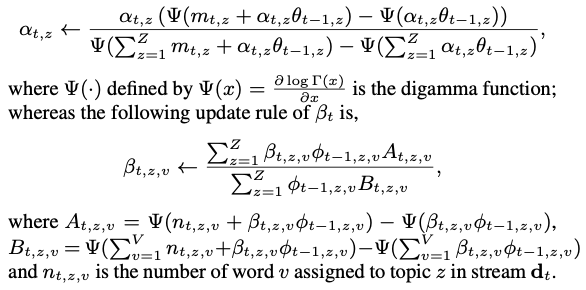 α_{t,z} ← \frac{α_{t,z} (Ψ(m_{t,z} + α_{t,z}θ_{t−1,z}) − Ψ(α_{t,z}θ_{t−1,z}))}{Ψ(∑_{z=1}^{Z} m_{t,z} + α_{t,z}θ_{t−1,z}) − Ψ(∑_{z=1}^{Z} α_{t,z}θ_{t−1,z})},
where Ψ(·) defined by Ψ(x) = \frac{∂ log Γ(x)}{∂x} is the digamma function;
whereas the following update rule of β_t is,
β_{t,z,v} ← \frac{∑_{z=1}^{Z} β_{t,z,v}ϕ_{t−1,z,v}A_{t,z,v}}{∑_{z=1}^{Z} ϕ_{t−1,z,v}B_{t,z,v}},
where A_{t,z,v} = Ψ(n_{t,z,v} + β_{t,z,v}ϕ_{t−1,z,v}) − Ψ(β_{t,z,v}ϕ_{t−1,z,v}),
B_{t,z,v} = Ψ(∑_{v=1}^{V} n_{t,z,v}+β_{t,z,v}ϕ_{t−1,z,v})−Ψ(∑_{v=1}^{V} β_{t,z,v}ϕ_{t−1,z,v})
and n_{t,z,v} is the number of word v assigned to topic z in stream d_t.